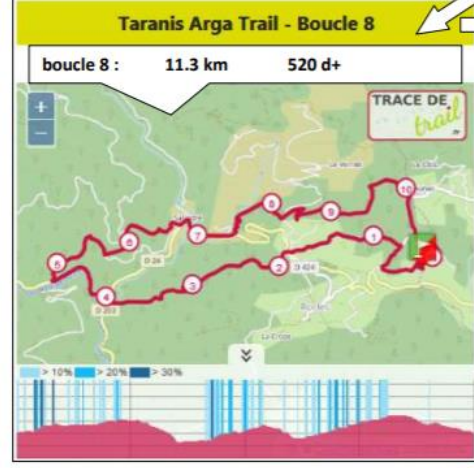 Taranis Arga Trail - Boucle 8
boucle 8 : 11.3 km 520 d+
+
−
TRACE DE
trail
10
8
9
1
6
7
2
D 26
D 424
3
4
D 203
> 10% > 20% > 30%